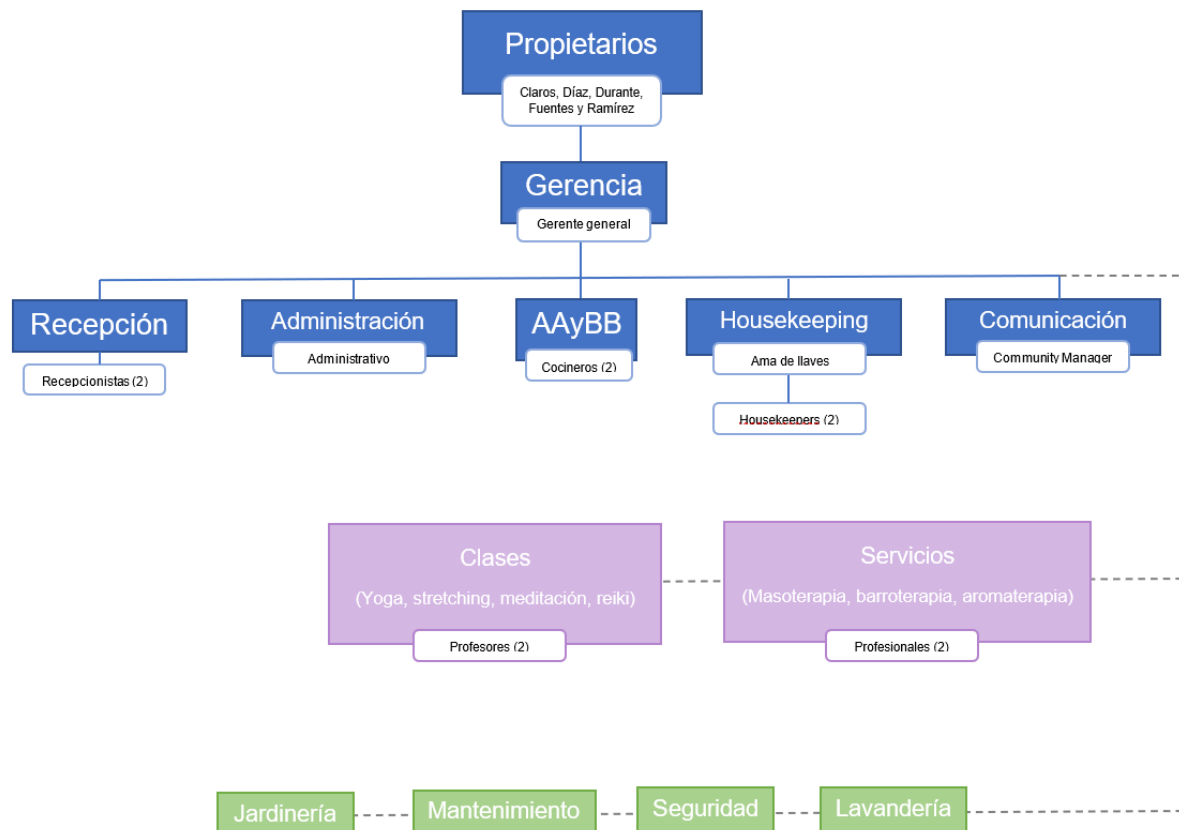 Propietarios
Claros, Díaz, Durante,
Fuentes y Ramírez
Gerencia
Gerente general
Recepción
Recepcionistas (2)
Administración
Administrativo
AAyBB
Cocineros (2)
Housekeeping
Ama de llaves
Housekeepers (2)
Comunicación
Community Manager
Clases
(Yoga, stretching, meditación, reiki)
Profesores (2)
Servicios
(Masoterapia, barroterapia, aromaterapia)
Profesionales (2)
Jardinería
Mantenimiento
Seguridad
Lavandería